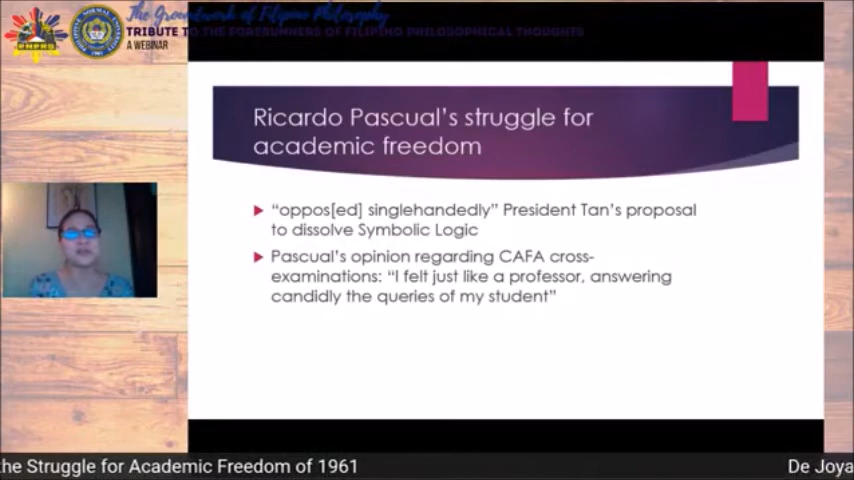 The Groundwork of Filipino Philosophy
TRIBUTE TO THE FORERUNNERS OF FILIPINO PHILOSOPHICAL THOUGHTS
A WEBINAR
Ricardo Pascual's struggle for
academic freedom
"oppos[ed] singlehandedly" President Tan's proposal
to dissolve Symbolic Logic
Pascual's opinion regarding CAFA cross-
examinations: "I felt just like a professor, answering
candidly the queries of my student"
the Struggle for Academic Freedom of 1961
De Joya